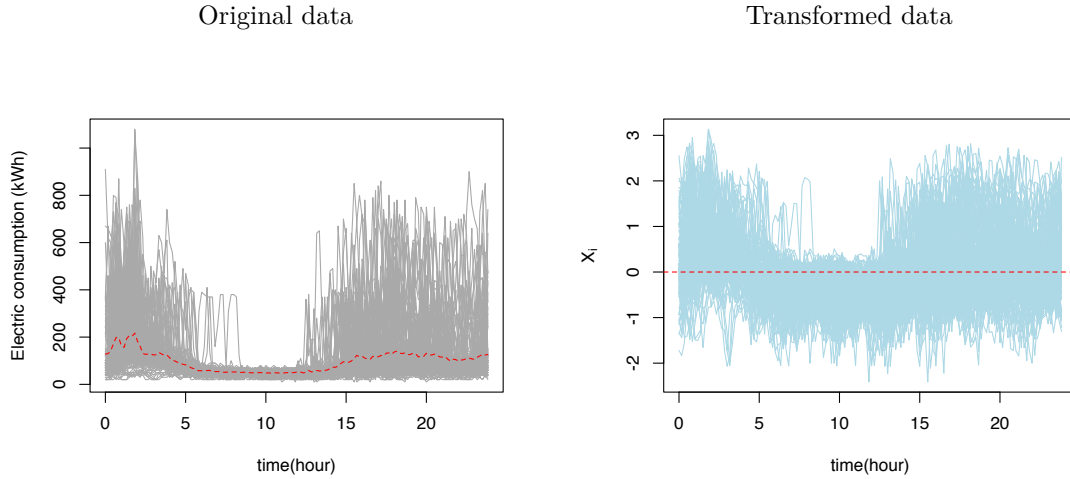 Original data
Electric consumption (kWh)
800
600
400
200
0
0 5 10 15 20
time(hour)
Transformed data
Xi
3
2
1
0
-1
-2
0 5 10 15 20
time(hour)